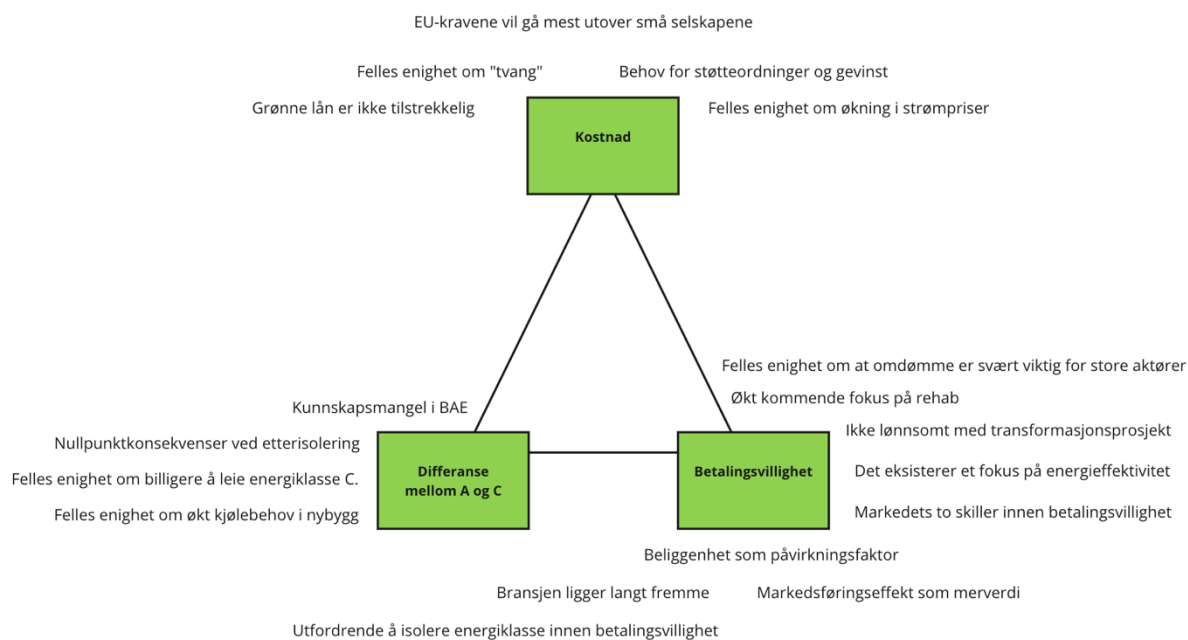 EU-kravene vil gå mest utover små selskapene
Felles enighet om "tvang"
Behov for støtteordninger og gevinst
Grønne lån er ikke tilstrekkelig
Felles enighet om økning i strømpriser
Kostnad
Felles enighet om at omdømme er svært viktig for store aktører
Økt kommende fokus på rehab
Kunnskapsmangel i BAE
Ikke lønnsomt med transformasjonsprosjekt
Nullpunktkonsekvenser ved etterisolering
Differanse
mellom A og C
Betalingsvillighet
Det eksisterer et fokus på energieffektivitet
Felles enighet om billigere å leie energiklasse C.
Markedets to skiller innen betalingsvillighet
Felles enighet om økt kjølebehov i nybygg
Beliggenhet som påvirkningsfaktor
Bransjen ligger langt fremme
Markedsføringseffekt som merverdi
Utfordrende å isolere energiklasse innen betalingsvillighet